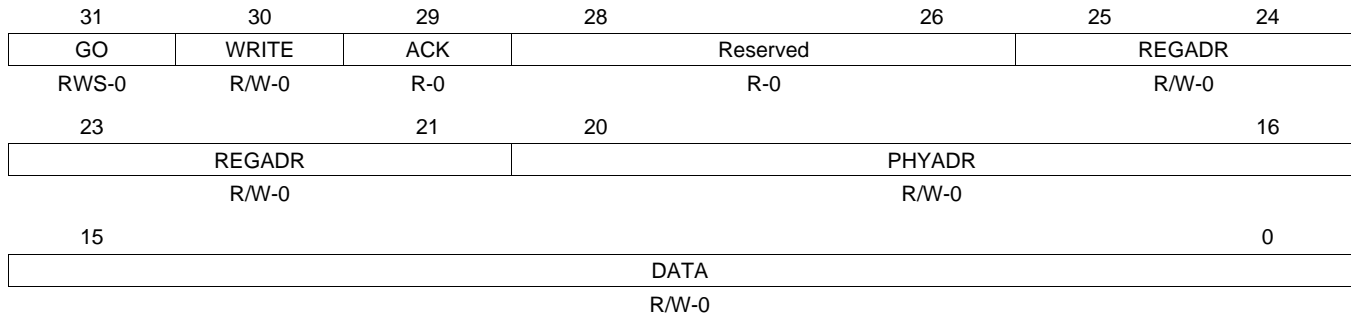 31 30 29 28 26 25 24
GO WRITE ACK Reserved REGADR
RWS-0 R/W-0 R-0 R-0 R/W-0
23 21 20 16
REGADR PHYADR
R/W-0 R/W-0
15 0
DATA
R/W-0